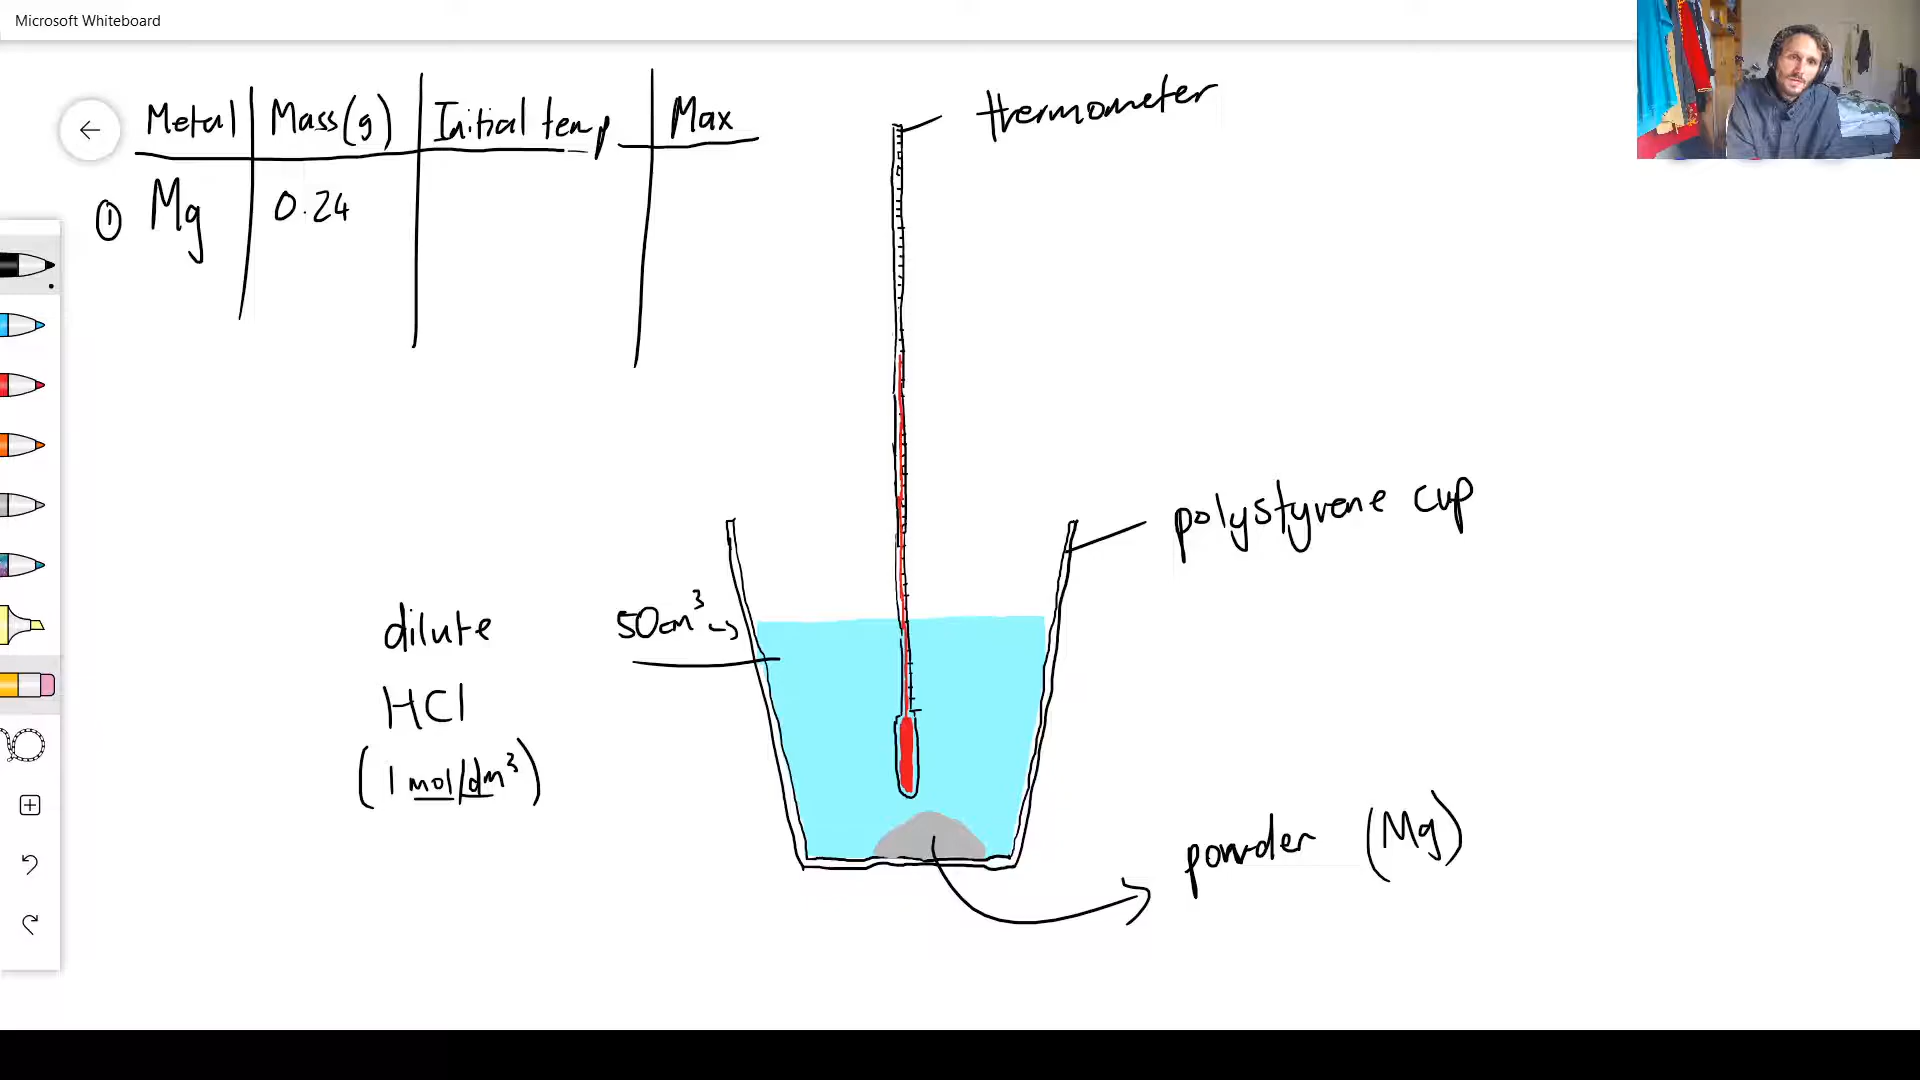 Microsoft Whiteboard
Metal Mass(g) Initial temp Max
① Mg 0.24
thermometer
polystyrene cup
50cm³
dilute
HCl
(1 mol/dm³)
powder (Mg)